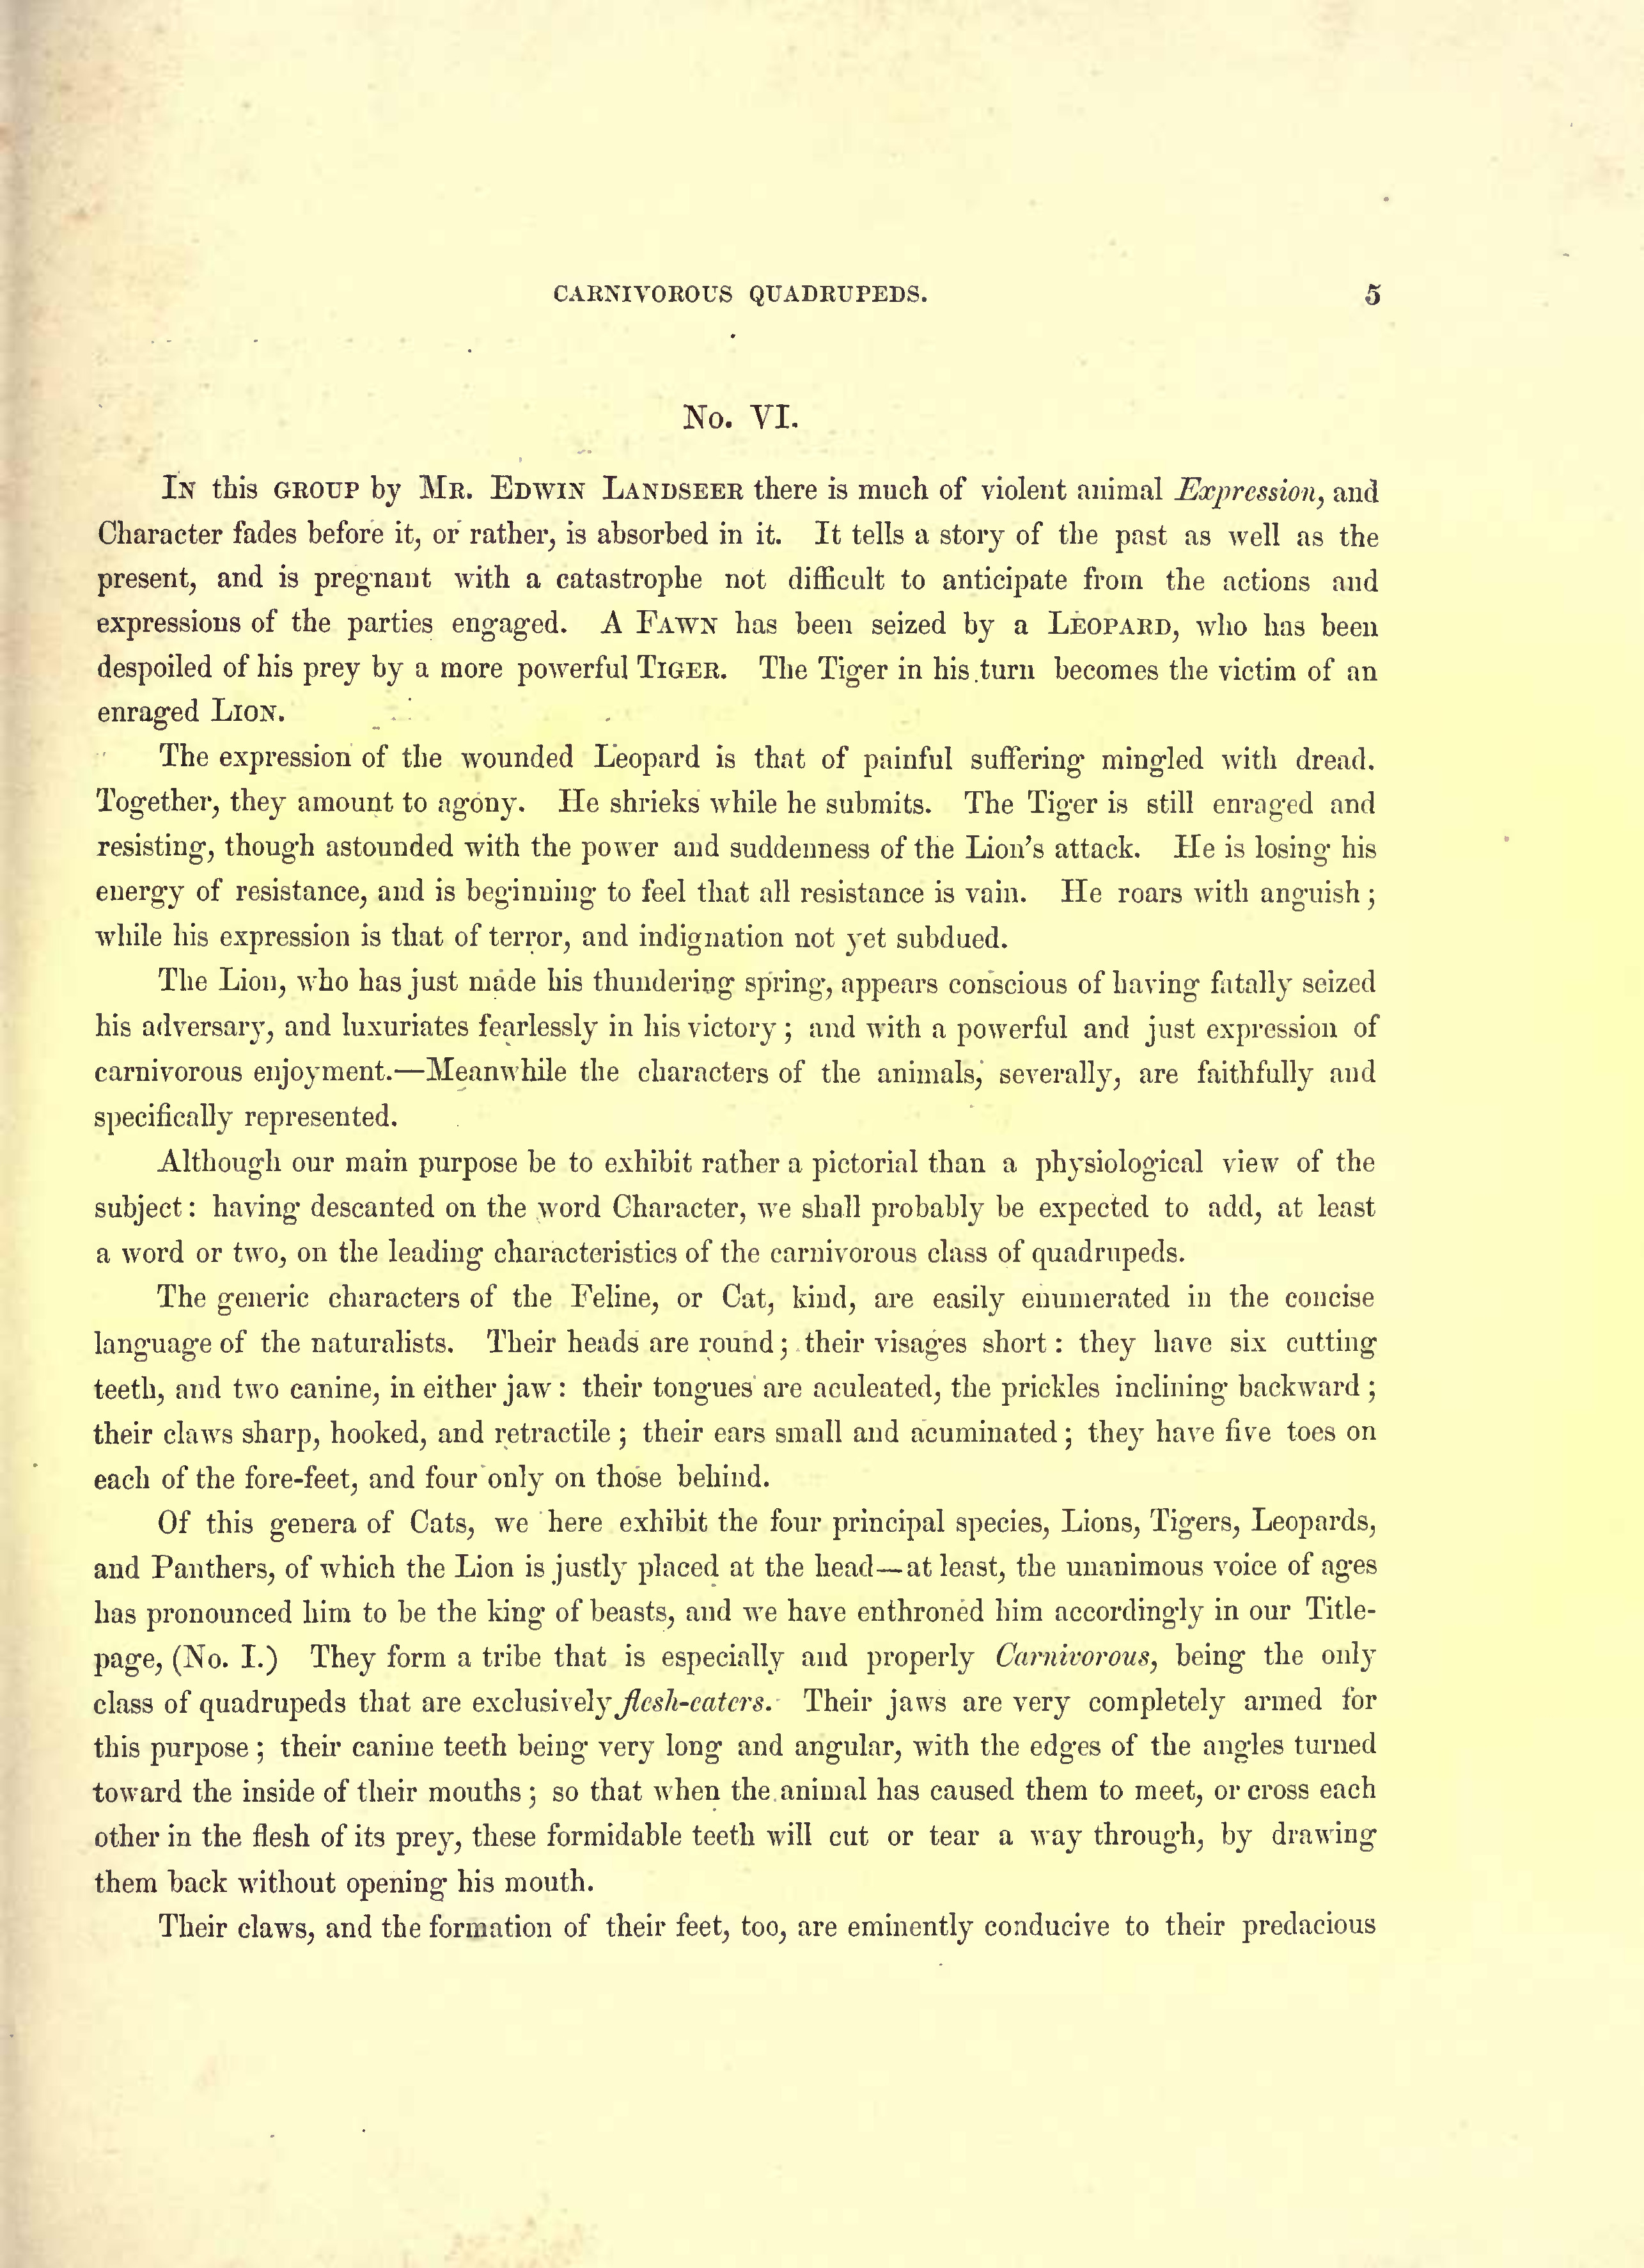 CARNIVOROUS QUADRUPEDS. 5
No. VI.
IN this GROUP by MR. EDWIN LANDSEER there is much of violent animal Expression, and
Character fades before it, or rather, is absorbed in it. It tells a story of the past as well as the
present, and is pregnant with a catastrophe not difficult to anticipate from the actions and
expressions of the parties engaged. A FAWN has been seized by a LEOPARD, who has been
despoiled of his prey by a more powerful TIGER. The Tiger in his turn becomes the victim of an
enraged LION.
The expression of the wounded Leopard is that of painful suffering mingled with dread.
Together, they amount to agony. He shrieks while he submits. The Tiger is still enraged and
resisting, though astounded with the power and suddenness of the Lion's attack. He is losing his
energy of resistance, and is beginning to feel that all resistance is vain. He roars with anguish;
while his expression is that of terror, and indignation not yet subdued.
The Lion, who has just made his thundering spring, appears conscious of having fatally seized
his adversary, and luxuriates fearlessly in his victory; and with a powerful and just expression of
carnivorous enjoyment.—Meanwhile the characters of the animals, severally, are faithfully and
specifically represented.
Although our main purpose be to exhibit rather a pictorial than a physiological view of the
subject: having descanted on the word Character, we shall probably be expected to add, at least
a word or two, on the leading characteristics of the carnivorous class of quadrupeds.
The generic characters of the Feline, or Cat, kind, are easily enumerated in the concise
language of the naturalists. Their heads are round; their visages short: they have six cutting
teeth, and two canine, in either jaw: their tongues are aculeated, the prickles inclining backward;
their claws sharp, hooked, and retractile; their ears small and acuminated; they have five toes on
each of the fore-feet, and four only on those behind.
Of this genera of Cats, we here exhibit the four principal species, Lions, Tigers, Leopards,
and Panthers, of which the Lion is justly placed at the head—at least, the unanimous voice of ages
has pronounced him to be the king of beasts, and we have enthroned him accordingly in our Title-
page, (No. I.) They form a tribe that is especially and properly Carnivorous, being the only
class of quadrupeds that are exclusively flesh-eaters. Their jaws are very completely armed for
this purpose; their canine teeth being very long and angular, with the edges of the angles turned
toward the inside of their mouths; so that when the animal has caused them to meet, or cross each
other in the flesh of its prey, these formidable teeth will cut or tear a way through, by drawing
them back without opening his mouth.
Their claws, and the formation of their feet, too, are eminently conducive to their predacious